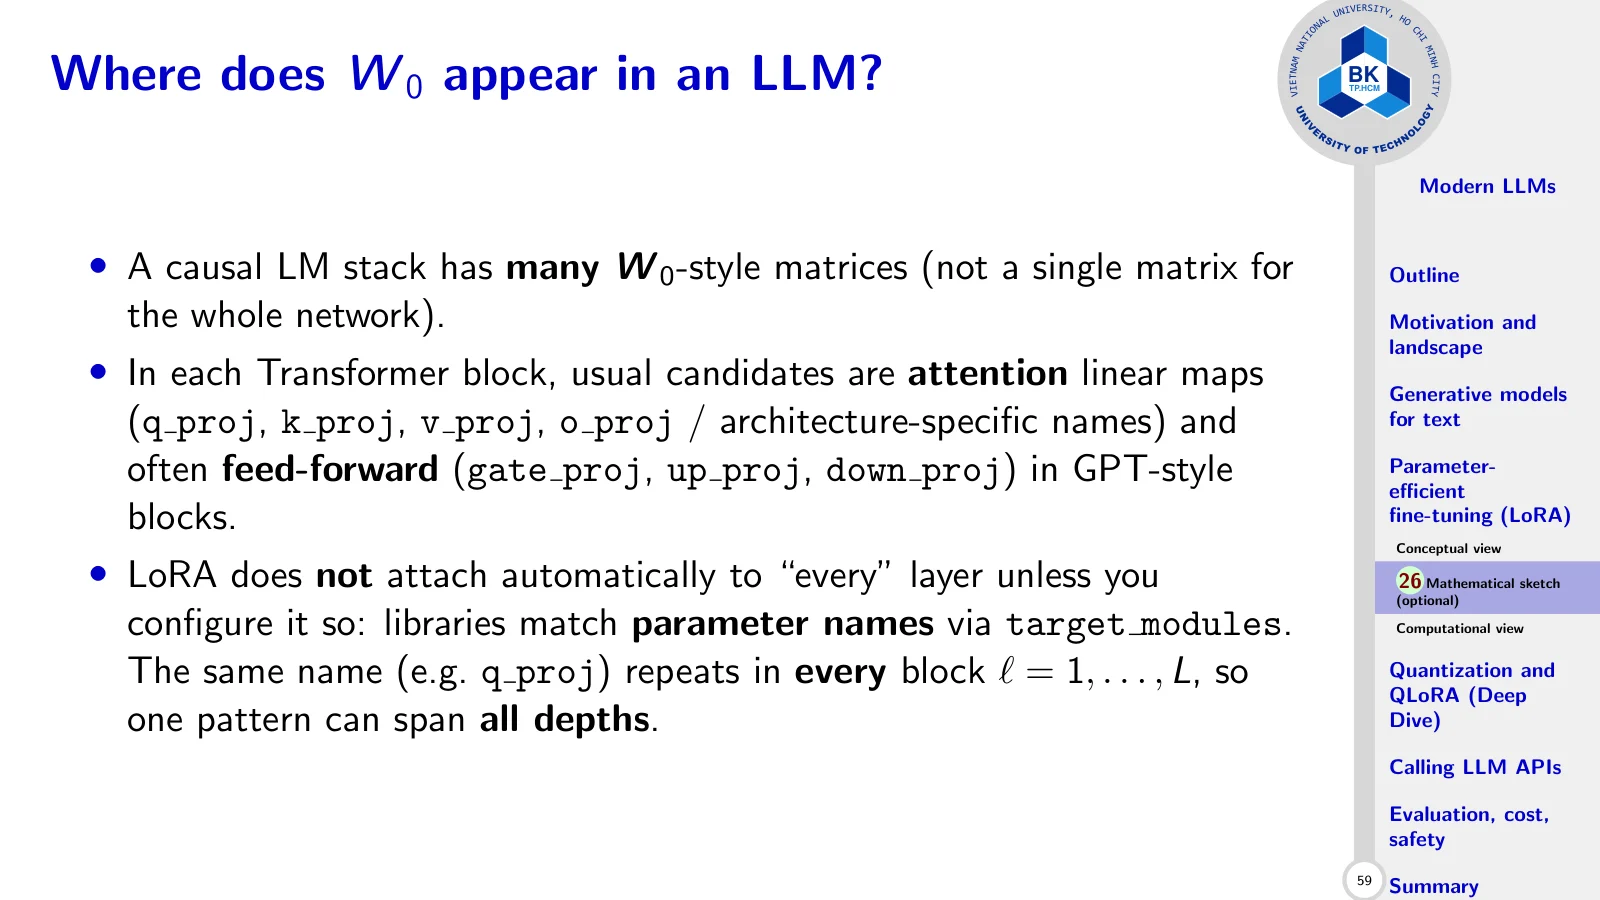 Where does W0 appear in an LLM?
• A causal LM stack has many W0-style matrices (not a single matrix for
the whole network).
• In each Transformer block, usual candidates are attention linear maps
(q_proj, k_proj, v_proj, o_proj / architecture-specific names) and
often feed-forward (gate_proj, up_proj, down_proj) in GPT-style
blocks.
• LoRA does not attach automatically to “every” layer unless you
configure it so: libraries match parameter names via target_modules.
The same name (e.g. q_proj) repeats in every block ℓ = 1, . . . , L, so
one pattern can span all depths.
VIETNAM NATIONAL UNIVERSITY, HO CHI MINH CITY
BK
TP.HCM
UNIVERSITY OF TECHNOLOGY
Modern LLMs
Outline
Motivation and
landscape
Generative models
for text
Parameter-
efficient
fine-tuning (LoRA)
Conceptual view
26 Mathematical sketch
(optional)
Computational view
Quantization and
QLoRA (Deep
Dive)
Calling LLM APIs
Evaluation, cost,
safety
Summary
59